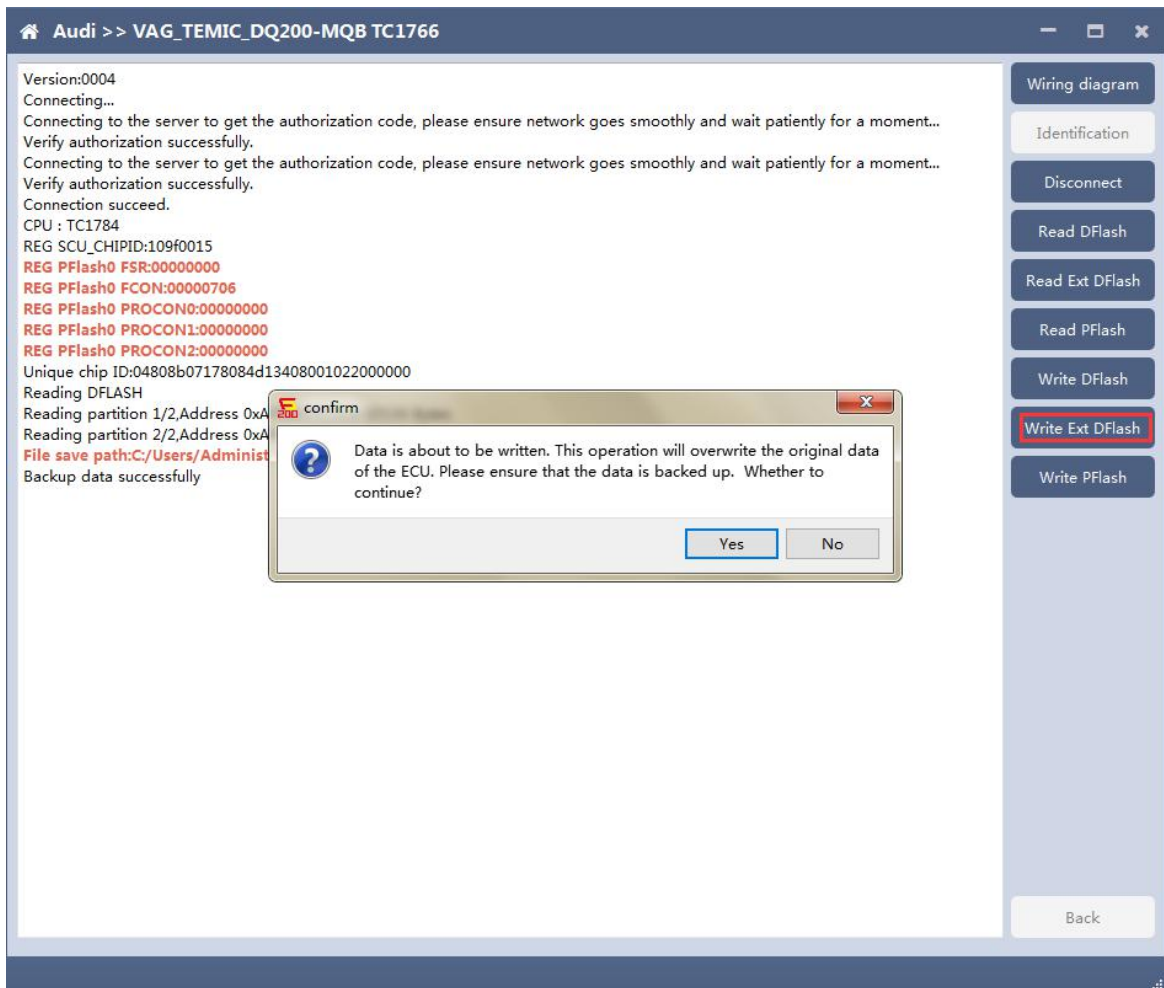 Audi >> VAG_TEMIC_DQ200-MQB TC1766
Version:0004
Connecting...
Connecting to the server to get the authorization code, please ensure network goes smoothly and wait patiently for a moment...
Verify authorization successfully.
Connecting to the server to get the authorization code, please ensure network goes smoothly and wait patiently for a moment...
Verify authorization successfully.
Connection succeed.
CPU : TC1784
REG SCU_CHIPID:109f0015
REG PFlash0 FSR:00000000
REG PFlash0 FCON:00000706
REG PFlash0 PROCON0:00000000
REG PFlash0 PROCON1:00000000
REG PFlash0 PROCON2:00000000
Unique chip ID:04808b07178084d13408001022000000
Reading DFLASH
Reading partition 1/2,Address 0xA
Reading partition 2/2,Address 0xA
File save path:C:/Users/Administ
Backup data successfully
confirm
Data is about to be written. This operation will overwrite the original data
of the ECU. Please ensure that the data is backed up.  Whether to
continue?
Yes
No
Wiring diagram
Identification
Disconnect
Read DFlash
Read Ext DFlash
Read PFlash
Write DFlash
Write Ext DFlash
Write PFlash
Back